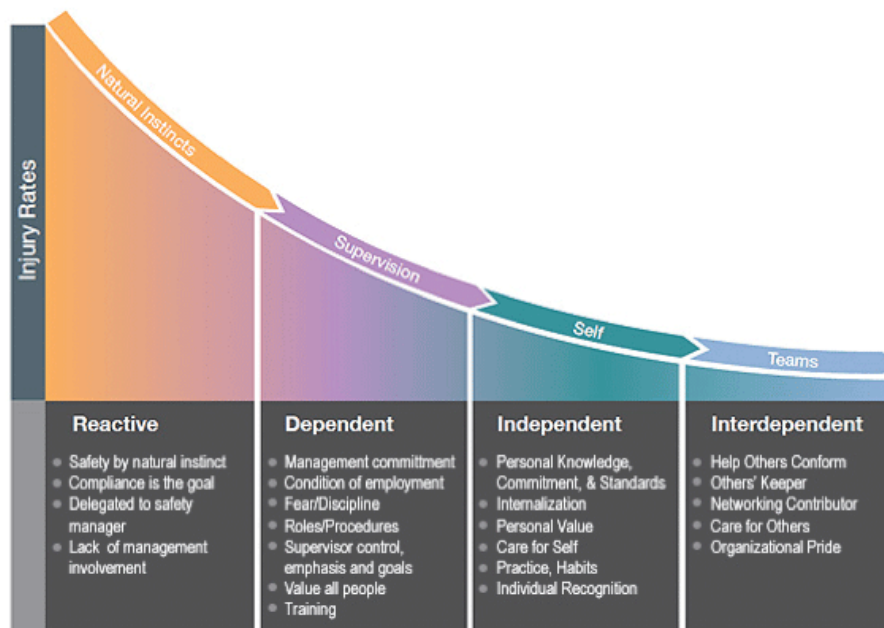 Injury Rates
Natural Instincts
Supervision
Self
Teams
Reactive
Safety by natural instinct
Compliance is the goal
Delegated to safety
manager
Lack of management
involvement
Dependent
Management committment
Condition of employment
Fear/Discipline
Roles/Procedures
Supervisor control,
emphasis and goals
Value all people
Training
Independent
Personal Knowledge,
Commitment, & Standards
Internalization
Personal Value
Care for Self
Practice, Habits
Individual Recognition
Interdependent
Help Others Conform
Others' Keeper
Networking Contributor
Care for Others
Organizational Pride